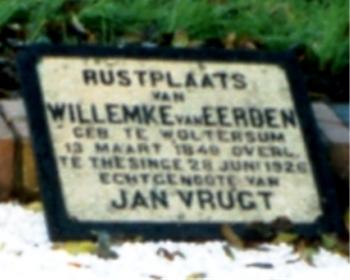 RUSTPLAATS
VAN
WILLEMKE VAN EERDEN
GEB TE WOLTERSUM
13 MAART 1840 OVERL.
TE THESINGE 28 JUNI 1926
ECHTGENOOTE VAN
JAN VRUGT